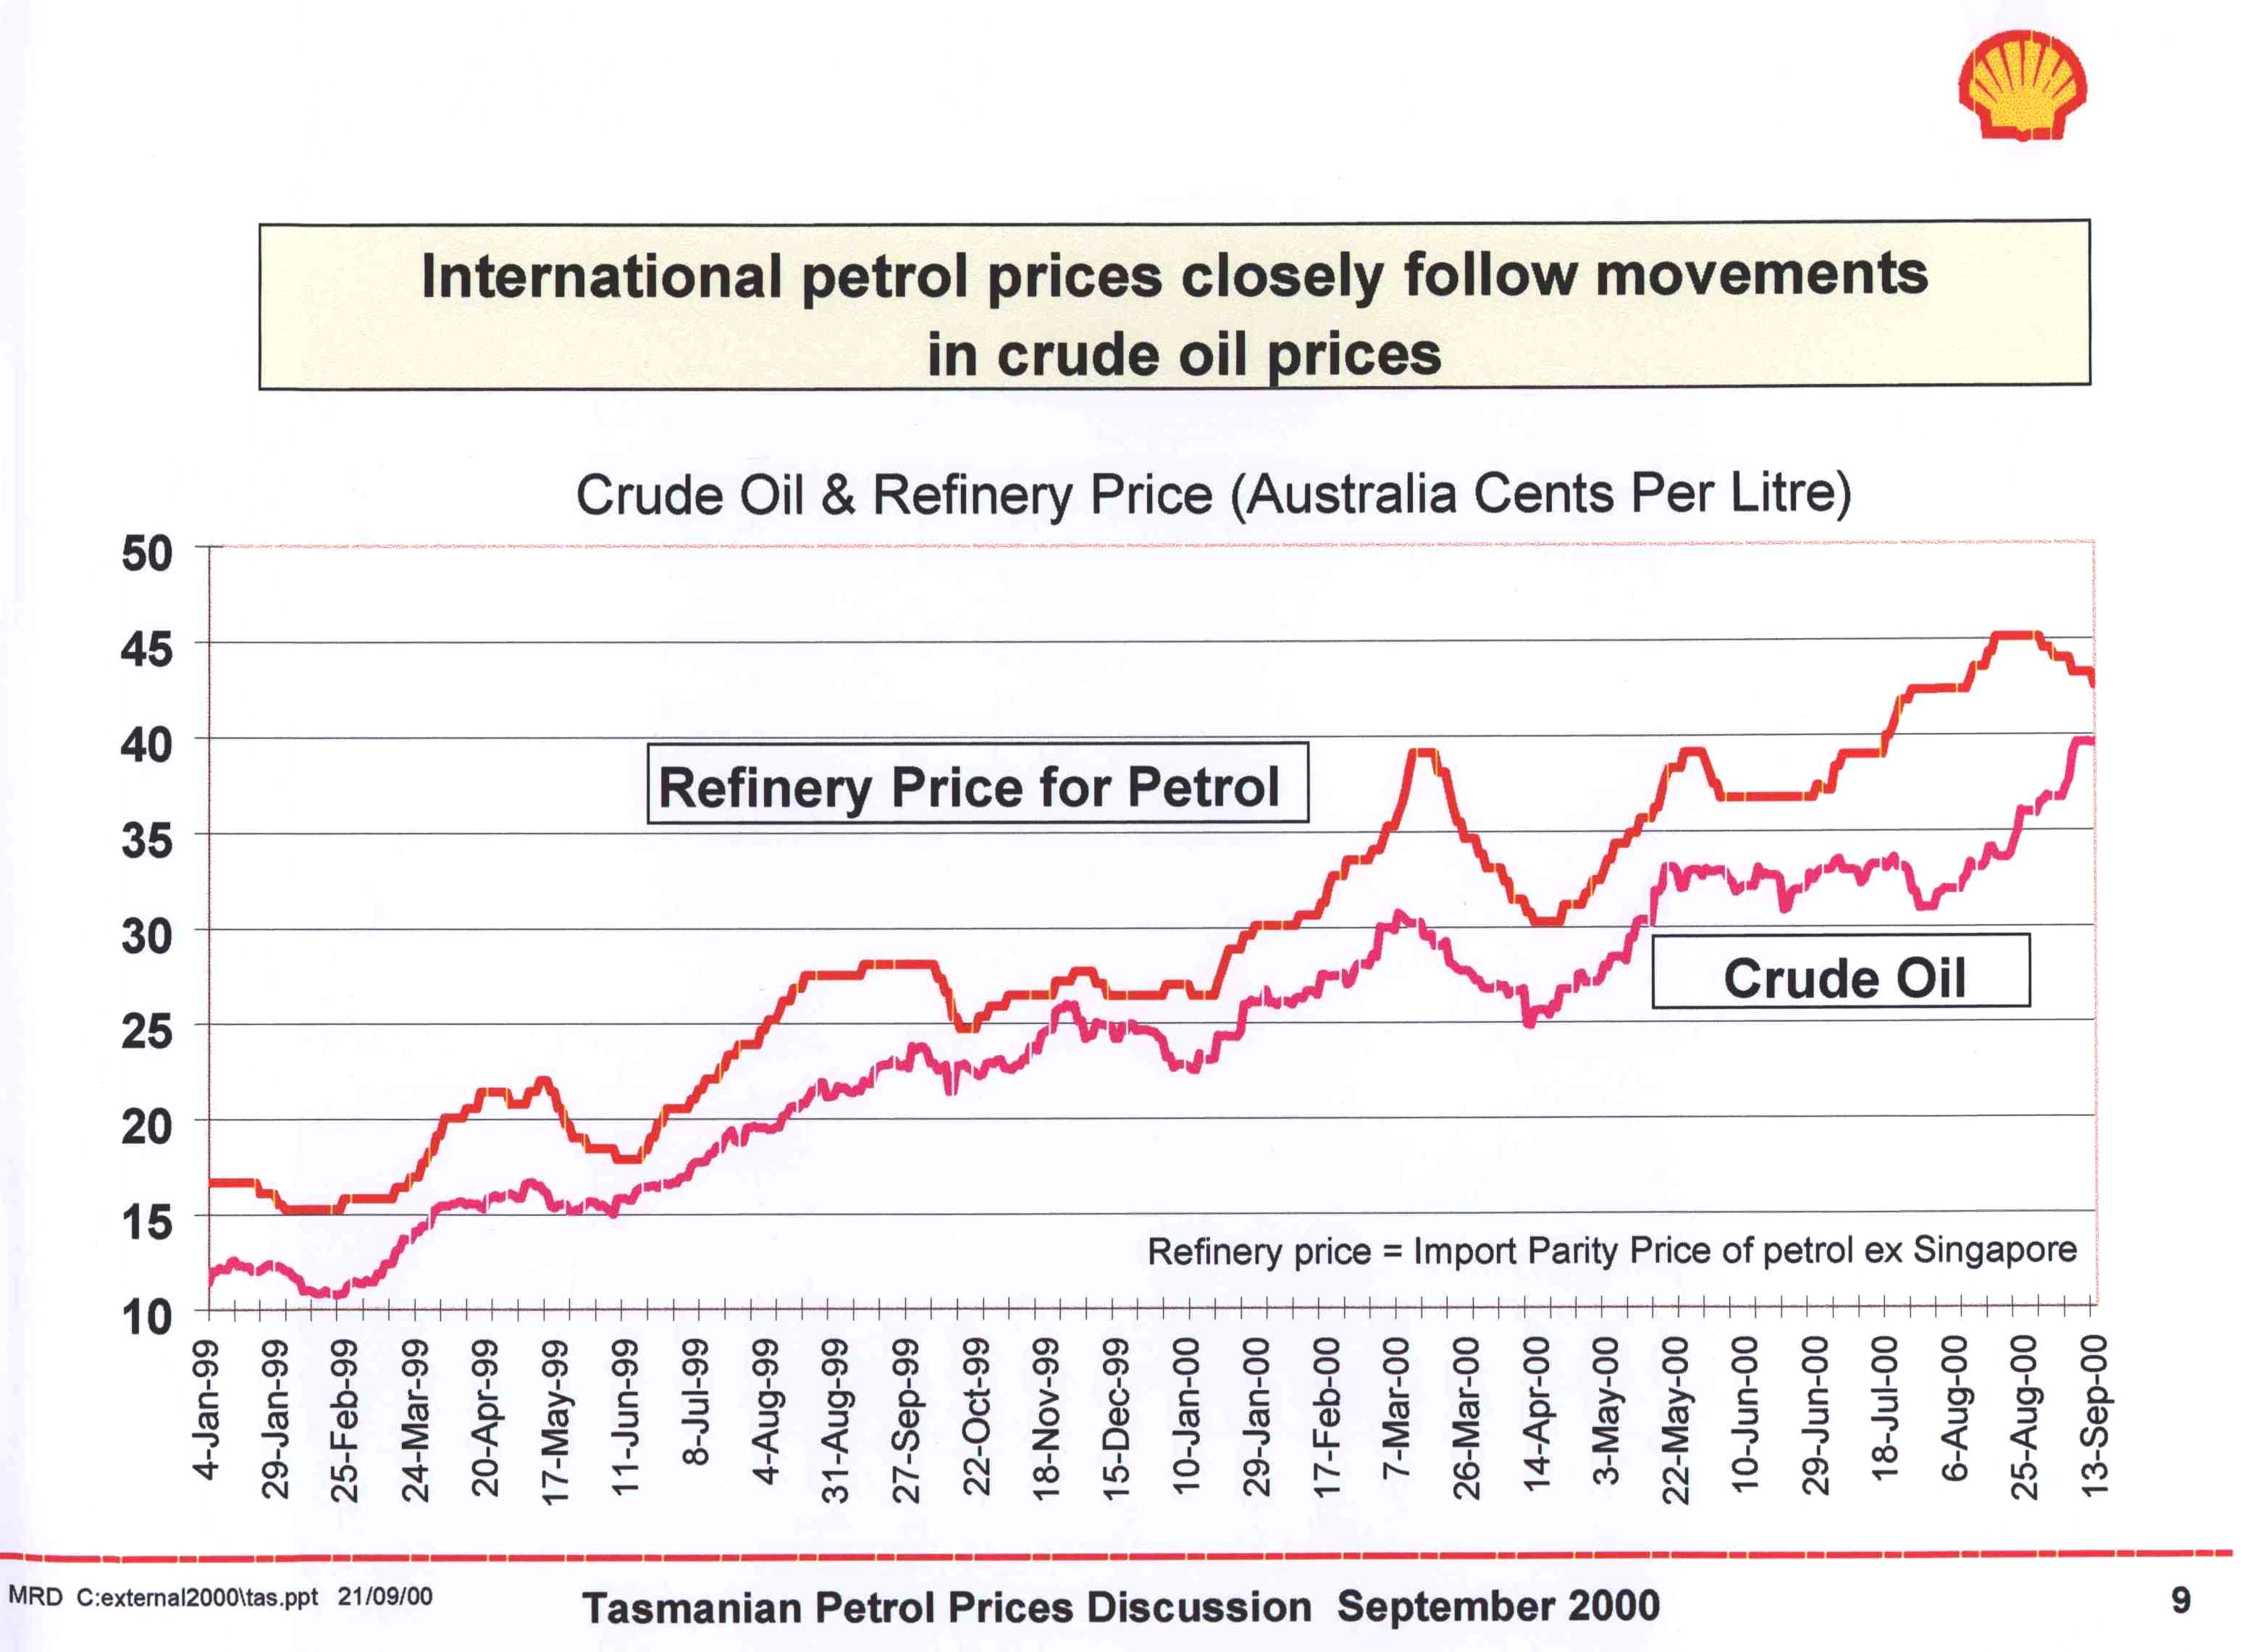 International petrol prices closely follow movements
in crude oil prices
Crude Oil & Refinery Price (Australia Cents Per Litre)
50
45
40
35
30
25
20
15
10
Refinery Price for Petrol
Crude Oil
Refinery price = Import Parity Price of petrol ex Singapore
4-Jan-99
29-Jan-99
25-Feb-99
24-Mar-99
20-Apr-99
17-May-99
11-Jun-99
8-Jul-99
4-Aug-99
31-Aug-99
27-Sep-99
22-Oct-99
18-Nov-99
15-Dec-99
10-Jan-00
29-Jan-00
17-Feb-00
7-Mar-00
26-Mar-00
14-Apr-00
3-May-00
22-May-00
10-Jun-00
29-Jun-00
18-Jul-00
6-Aug-00
25-Aug-00
13-Sep-00
MRD C:external2000\tas.ppt 21/09/00
Tasmanian Petrol Prices Discussion September 2000
9